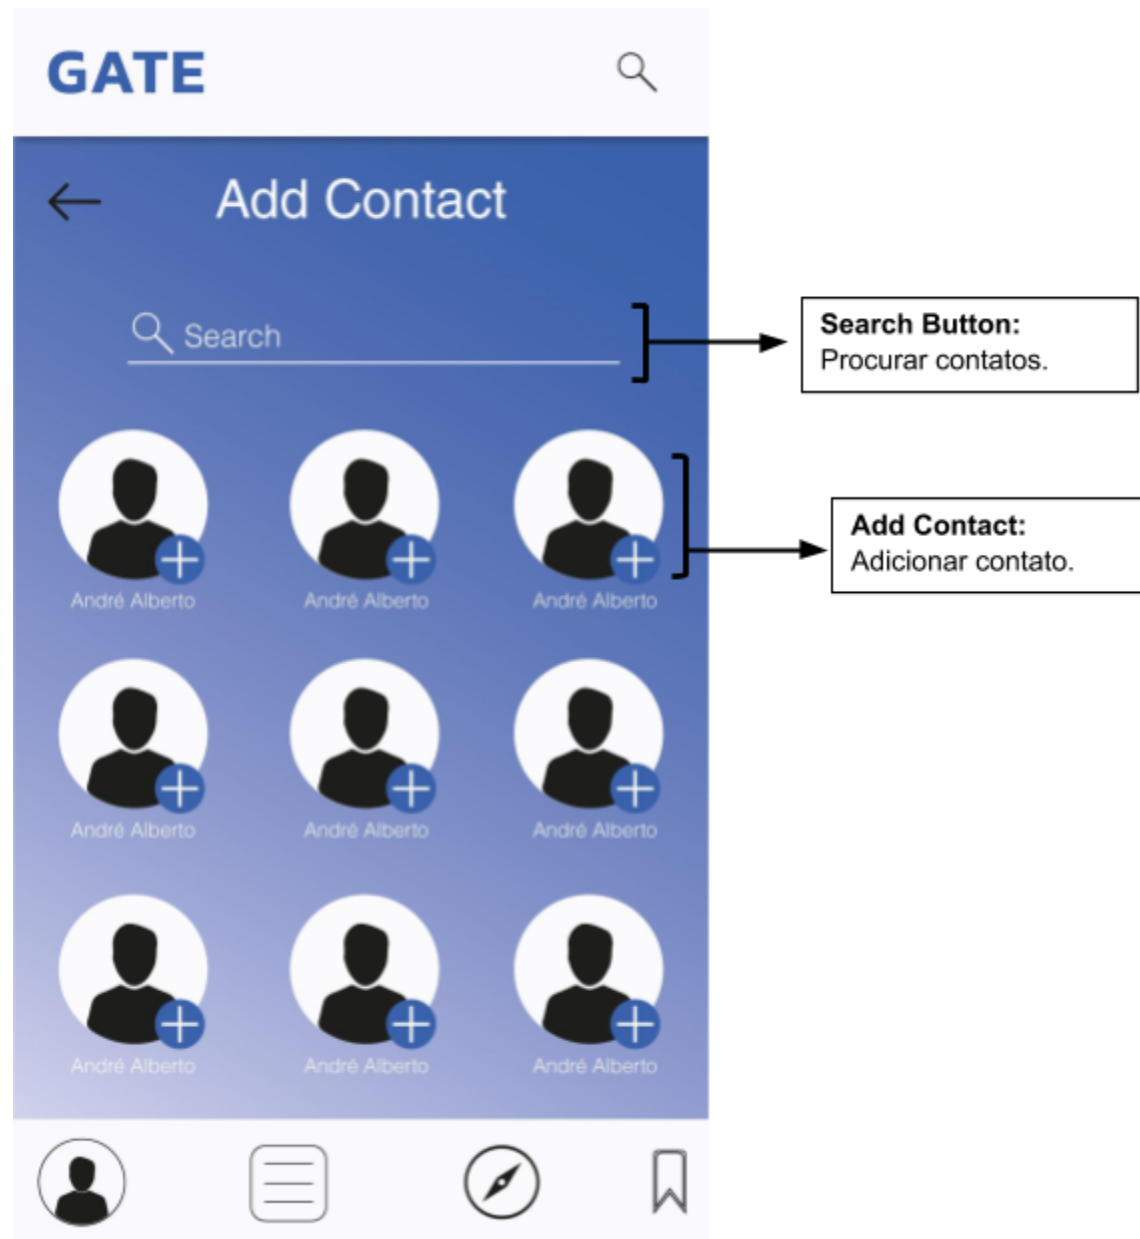 GATE
Add Contact
Search
Search Button:
Procurar contatos.
André Alberto
André Alberto
André Alberto
Add Contact:
Adicionar contato.
André Alberto
André Alberto
André Alberto
André Alberto
André Alberto
André Alberto